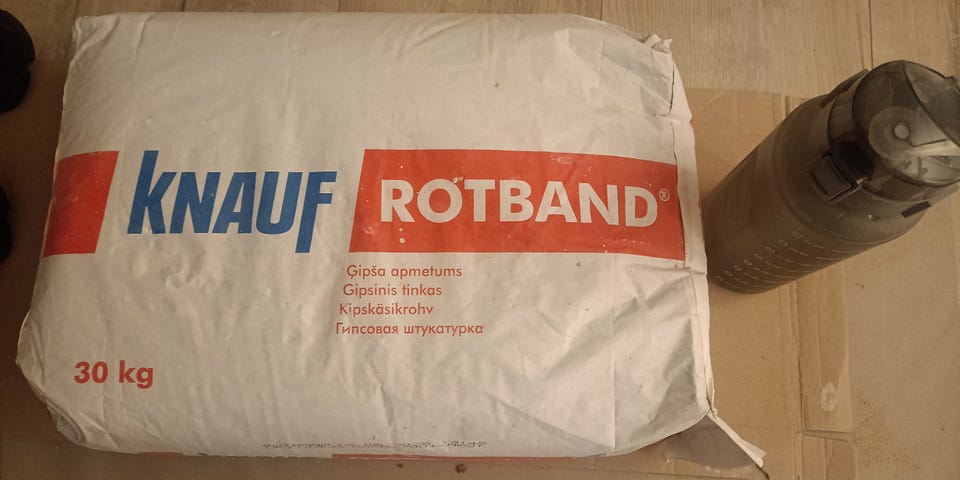 KNAUF ROTBAND®
Ģipša apmetums
Gipsinis tinkas
Kipskäsikrohv
Гипсовая штукатурка
30 kg